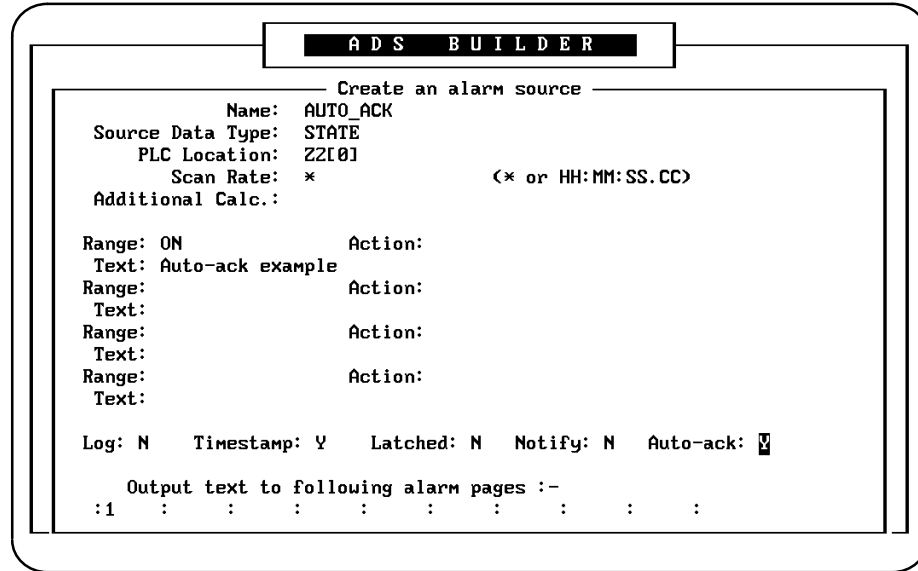 ADS BUILDER
Create an alarm source
Name: AUTO_ACK
Source Data Type: STATE
PLC Location: ZZ[0]
Scan Rate: * (* or HH:MM:SS.CC)
Additional Calc.:
Range: ON Action:
Text: Auto-ack example
Range: Action:
Text:
Range: Action:
Text:
Range: Action:
Text:
Log: N Timestamp: Y Latched: N Notify: N Auto-ack: Y
Output text to following alarm pages :-
:1 : : : : : : : : :